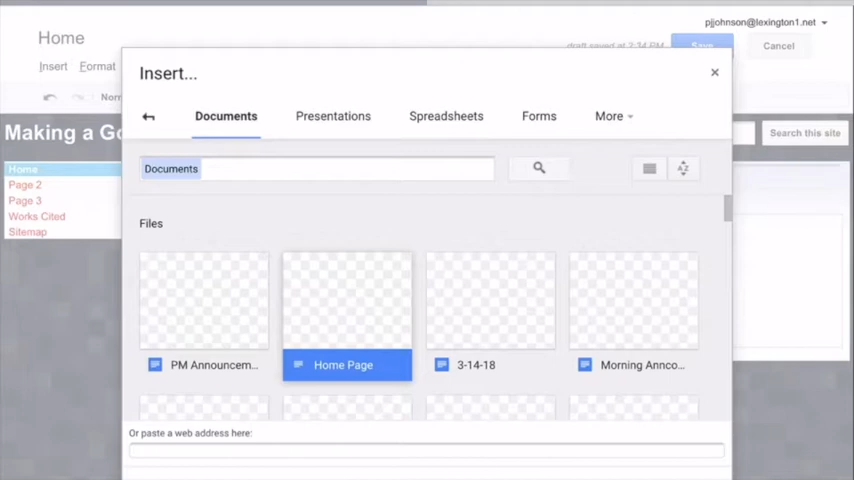 pjjohnson@lexington1.net
Home
draft saved at 2:34 PM
Save
Cancel
Insert Format
Insert...
Norm
Documents Presentations Spreadsheets Forms More
Making a Go
Search this site
Documents
Home
Page 2
Page 3
Works Cited
Sitemap
Files
PM Announcem... Home Page 3-14-18 Morning Annco...
Or paste a web address here: